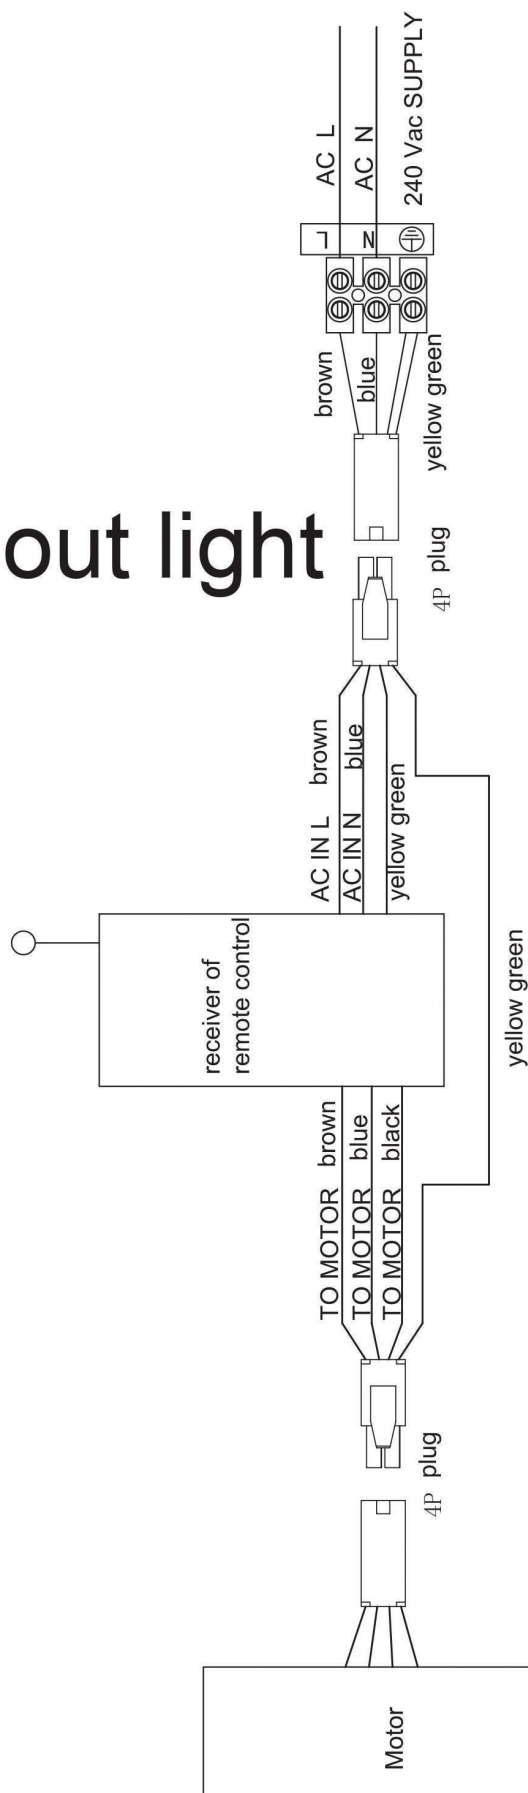 out light
AC L
AC N
240 Vac SUPPLY
L
N
brown
blue
yellow green
4P plug
brown
blue
AC IN L
AC IN N
yellow green
receiver of
remote control
yellow green
brown
blue
black
TO MOTOR
TO MOTOR
TO MOTOR
4P plug
Motor